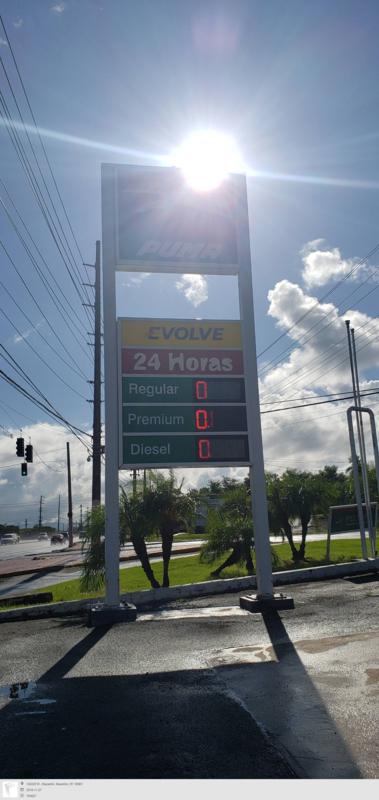 PUMA
EVOLVE
24 Horas
Regular 0
Premium 0
Diesel 0